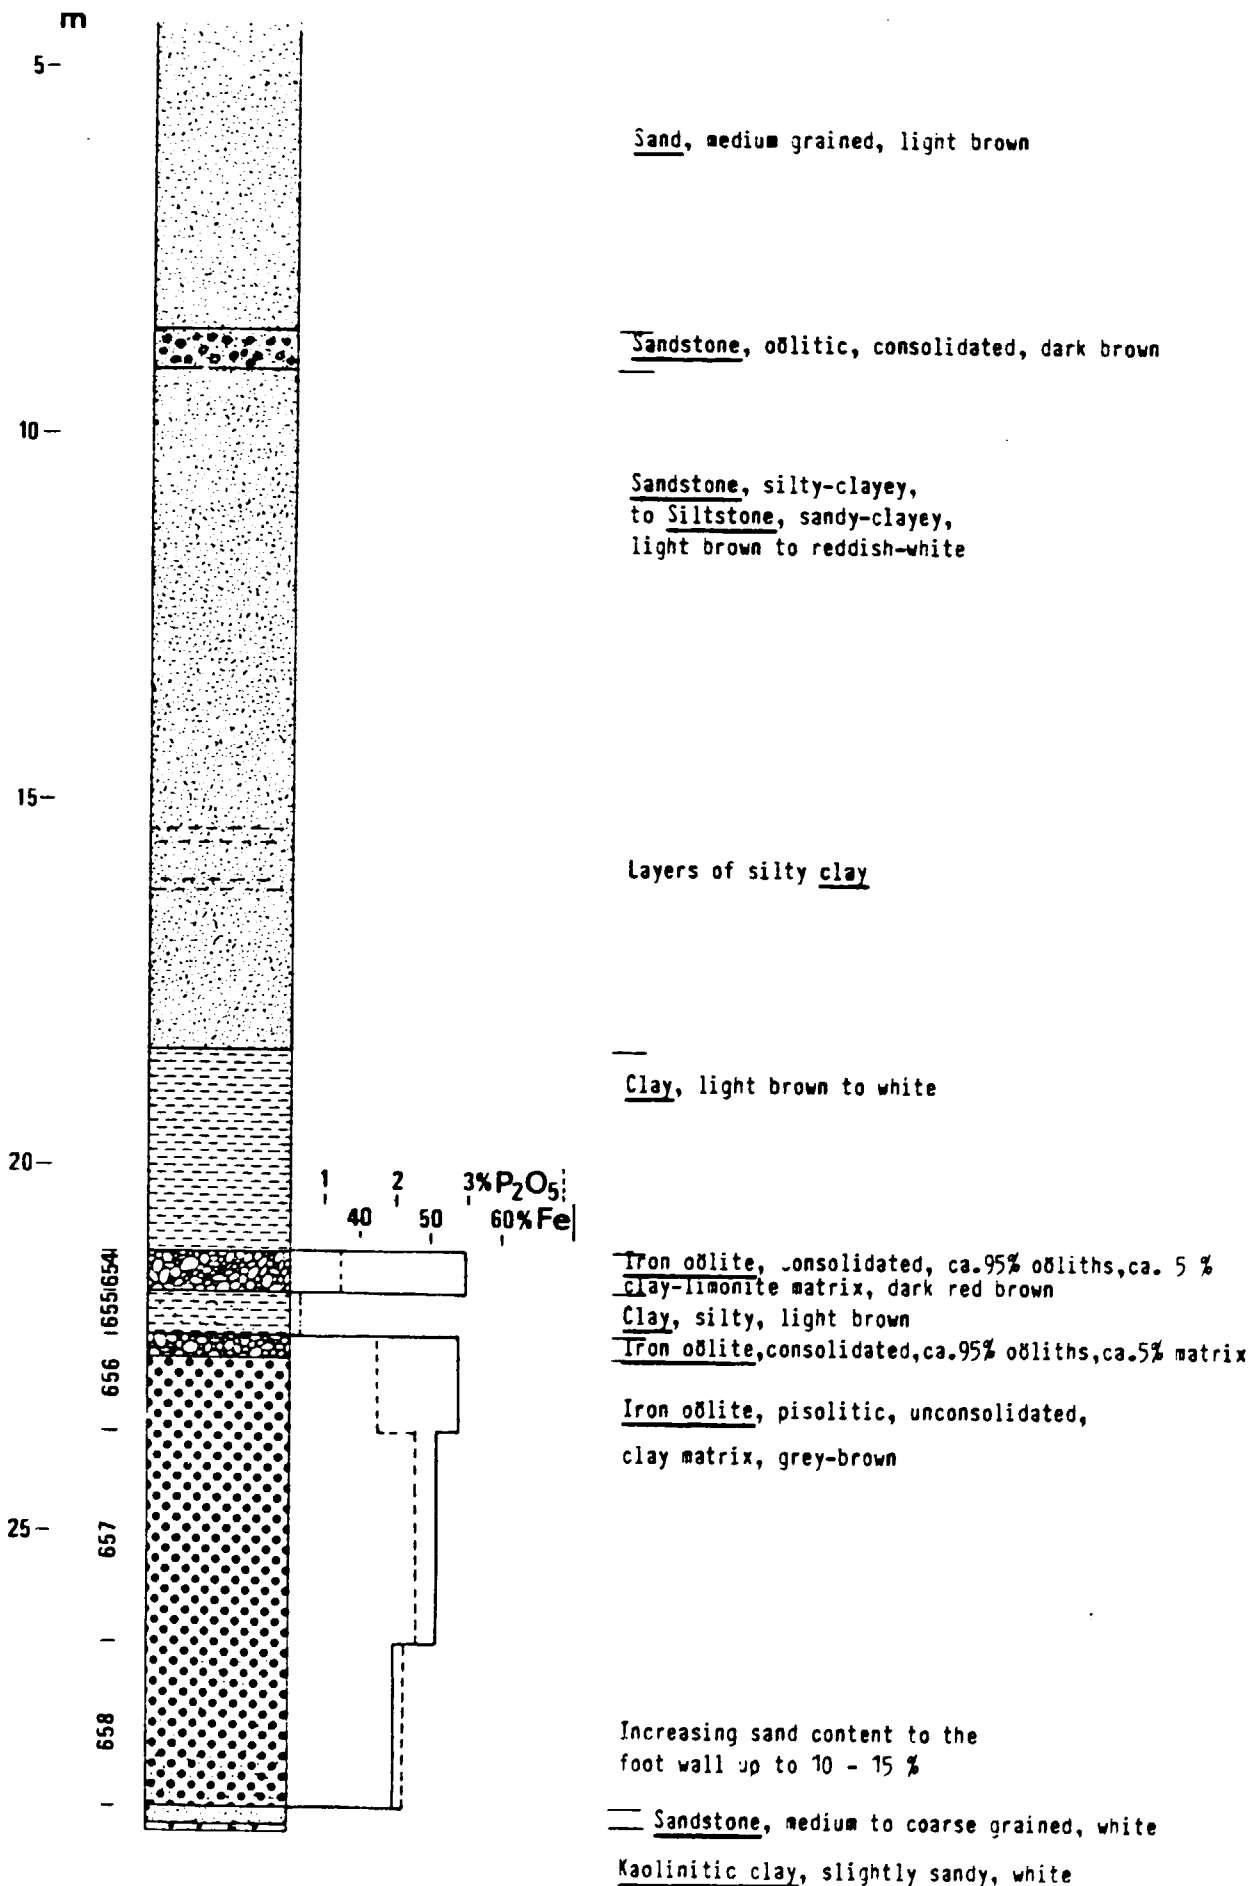 m
5
Sand, medium grained, light brown
Sandstone, oölitic, consolidated, dark brown
10
Sandstone, silty-clayey,
to Siltstone, sandy-clayey,
light brown to reddish-white
15
Layers of silty clay
Clay, light brown to white
20
1 2 3% P₂O₅
40 50 60% Fe
654
Iron oölite, consolidated, ca.95% oöliths, ca. 5 %
clay-limonite matrix, dark red brown
655
Clay, silty, light brown
Iron oölite, consolidated, ca.95% oöliths, ca.5% matrix
656
Iron oölite, pisolitic, unconsolidated,
clay matrix, grey-brown
25
657
658
Increasing sand content to the
foot wall up to 10 - 15 %
Sandstone, medium to coarse grained, white
Kaolinitic clay, slightly sandy, white